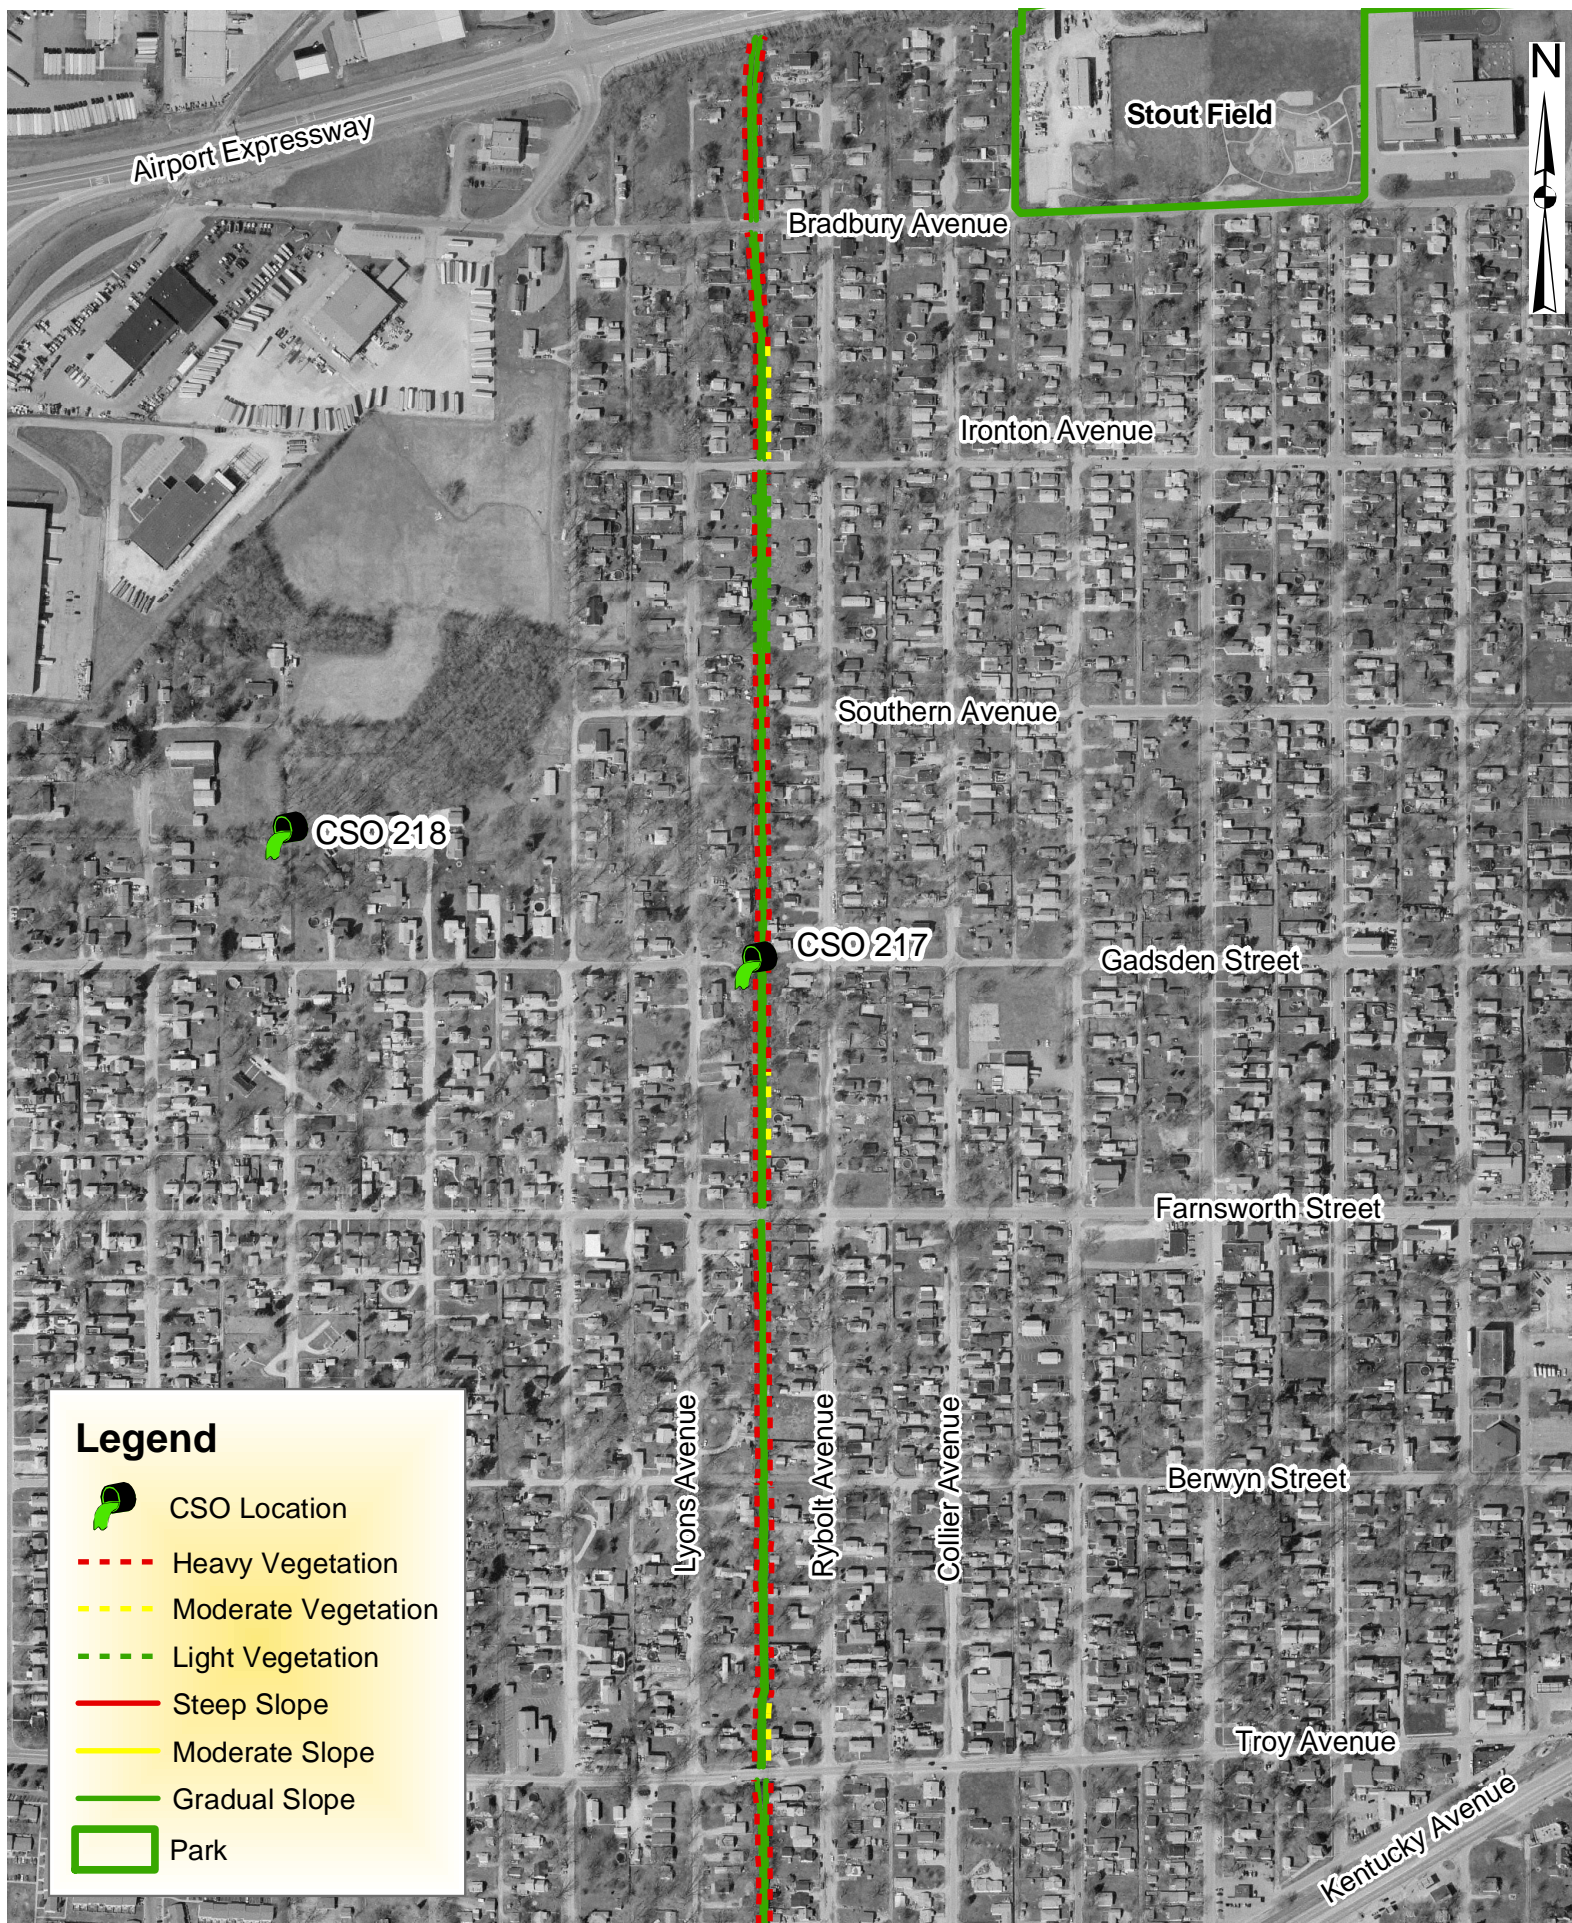 N
Stout Field
Airport Expressway
Bradbury Avenue
Ironton Avenue
Southern Avenue
CSO 218
CSO 217
Gadsden Street
Farnsworth Street
Lyons Avenue
Rybolt Avenue
Collier Avenue
Berwyn Street
Troy Avenue
Kentucky Avenue
Legend
CSO Location
Heavy Vegetation
Moderate Vegetation
Light Vegetation
Steep Slope
Moderate Slope
Gradual Slope
Park